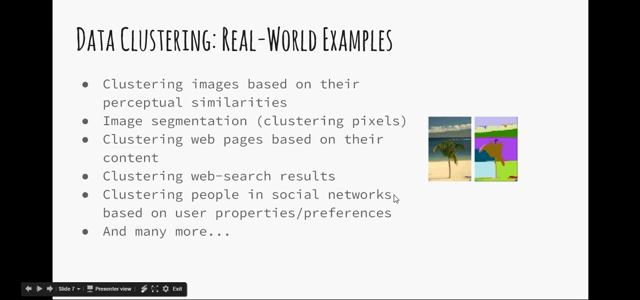 Data Clustering: Real-World Examples
● Clustering images based on their
perceptual similarities
● Image segmentation (clustering pixels)
● Clustering web pages based on their
content
● Clustering web-search results
● Clustering people in social networks
based on user properties/preferences
● And many more...
Slide 7 Presenter view Exit